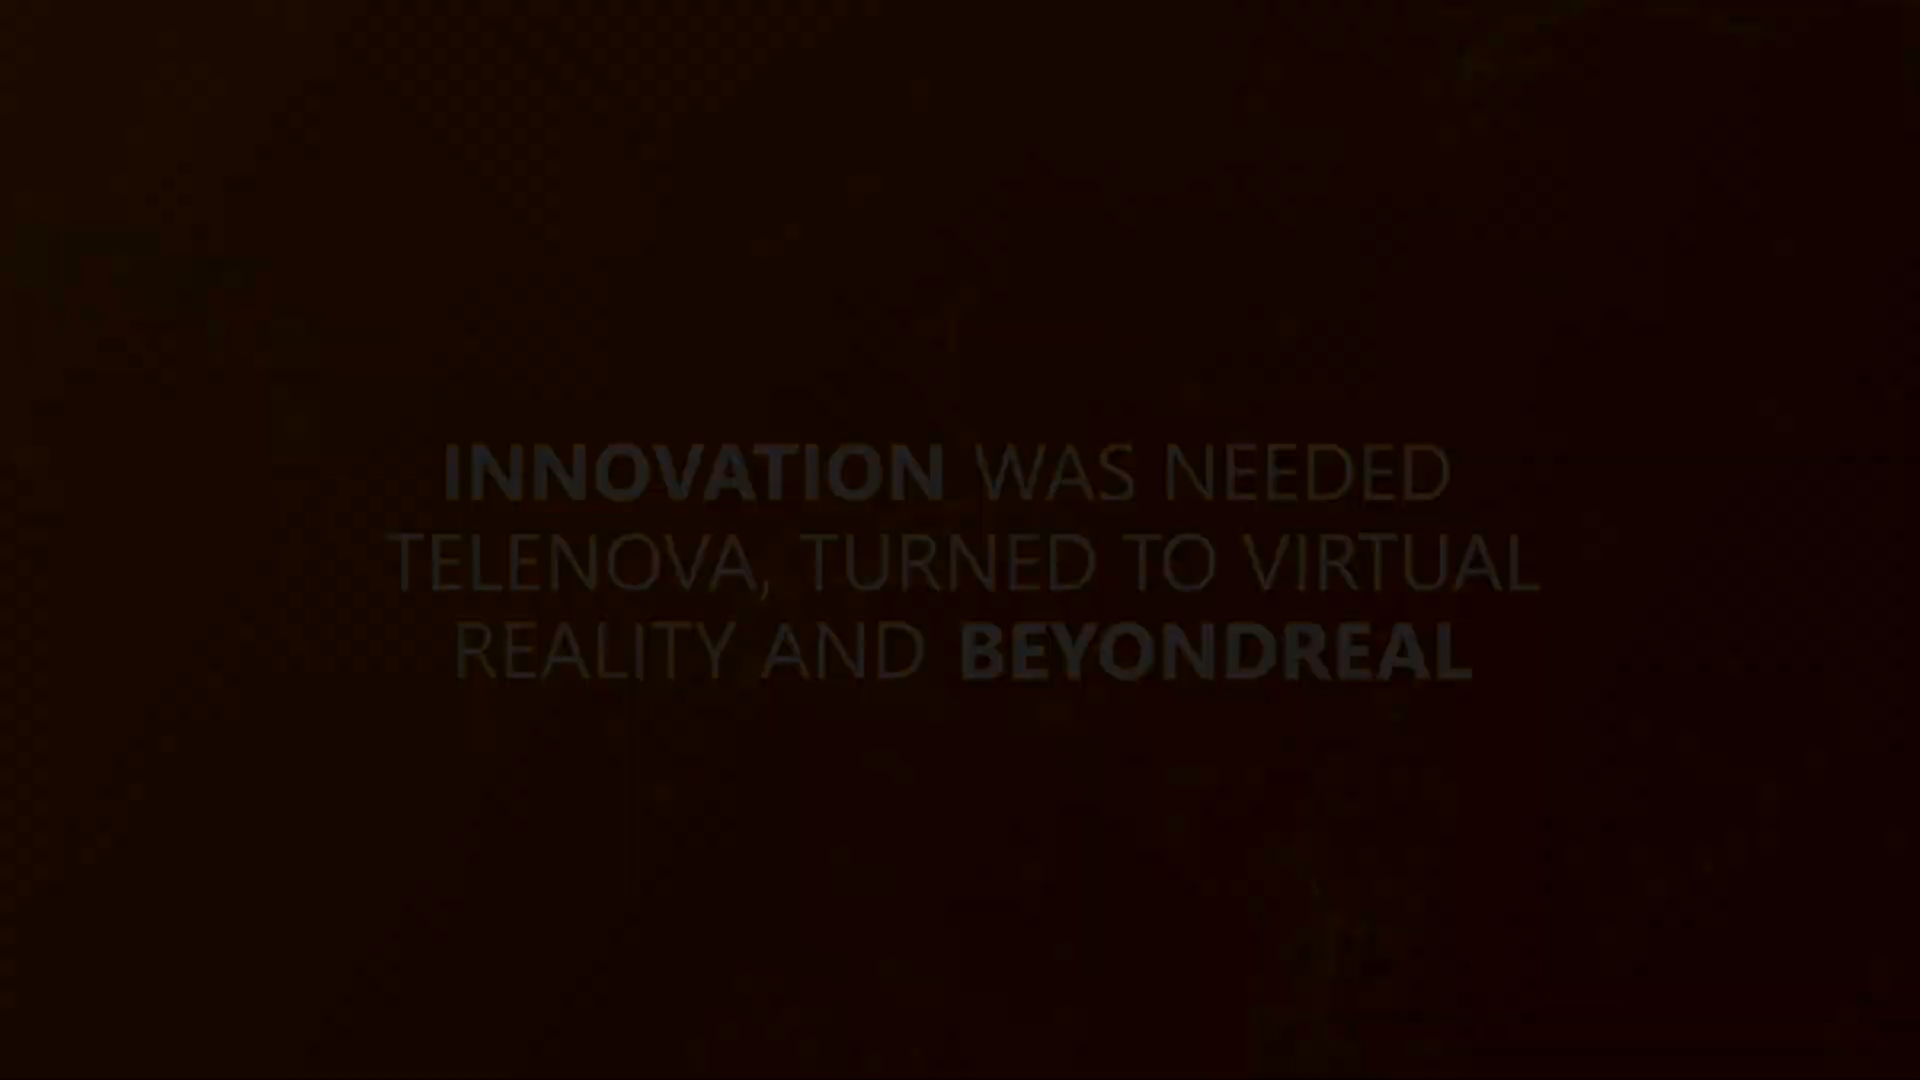 INNOVATION WAS NEEDED
TELENOVA, TURNED TO VIRTUAL
REALITY AND BEYONDREAL